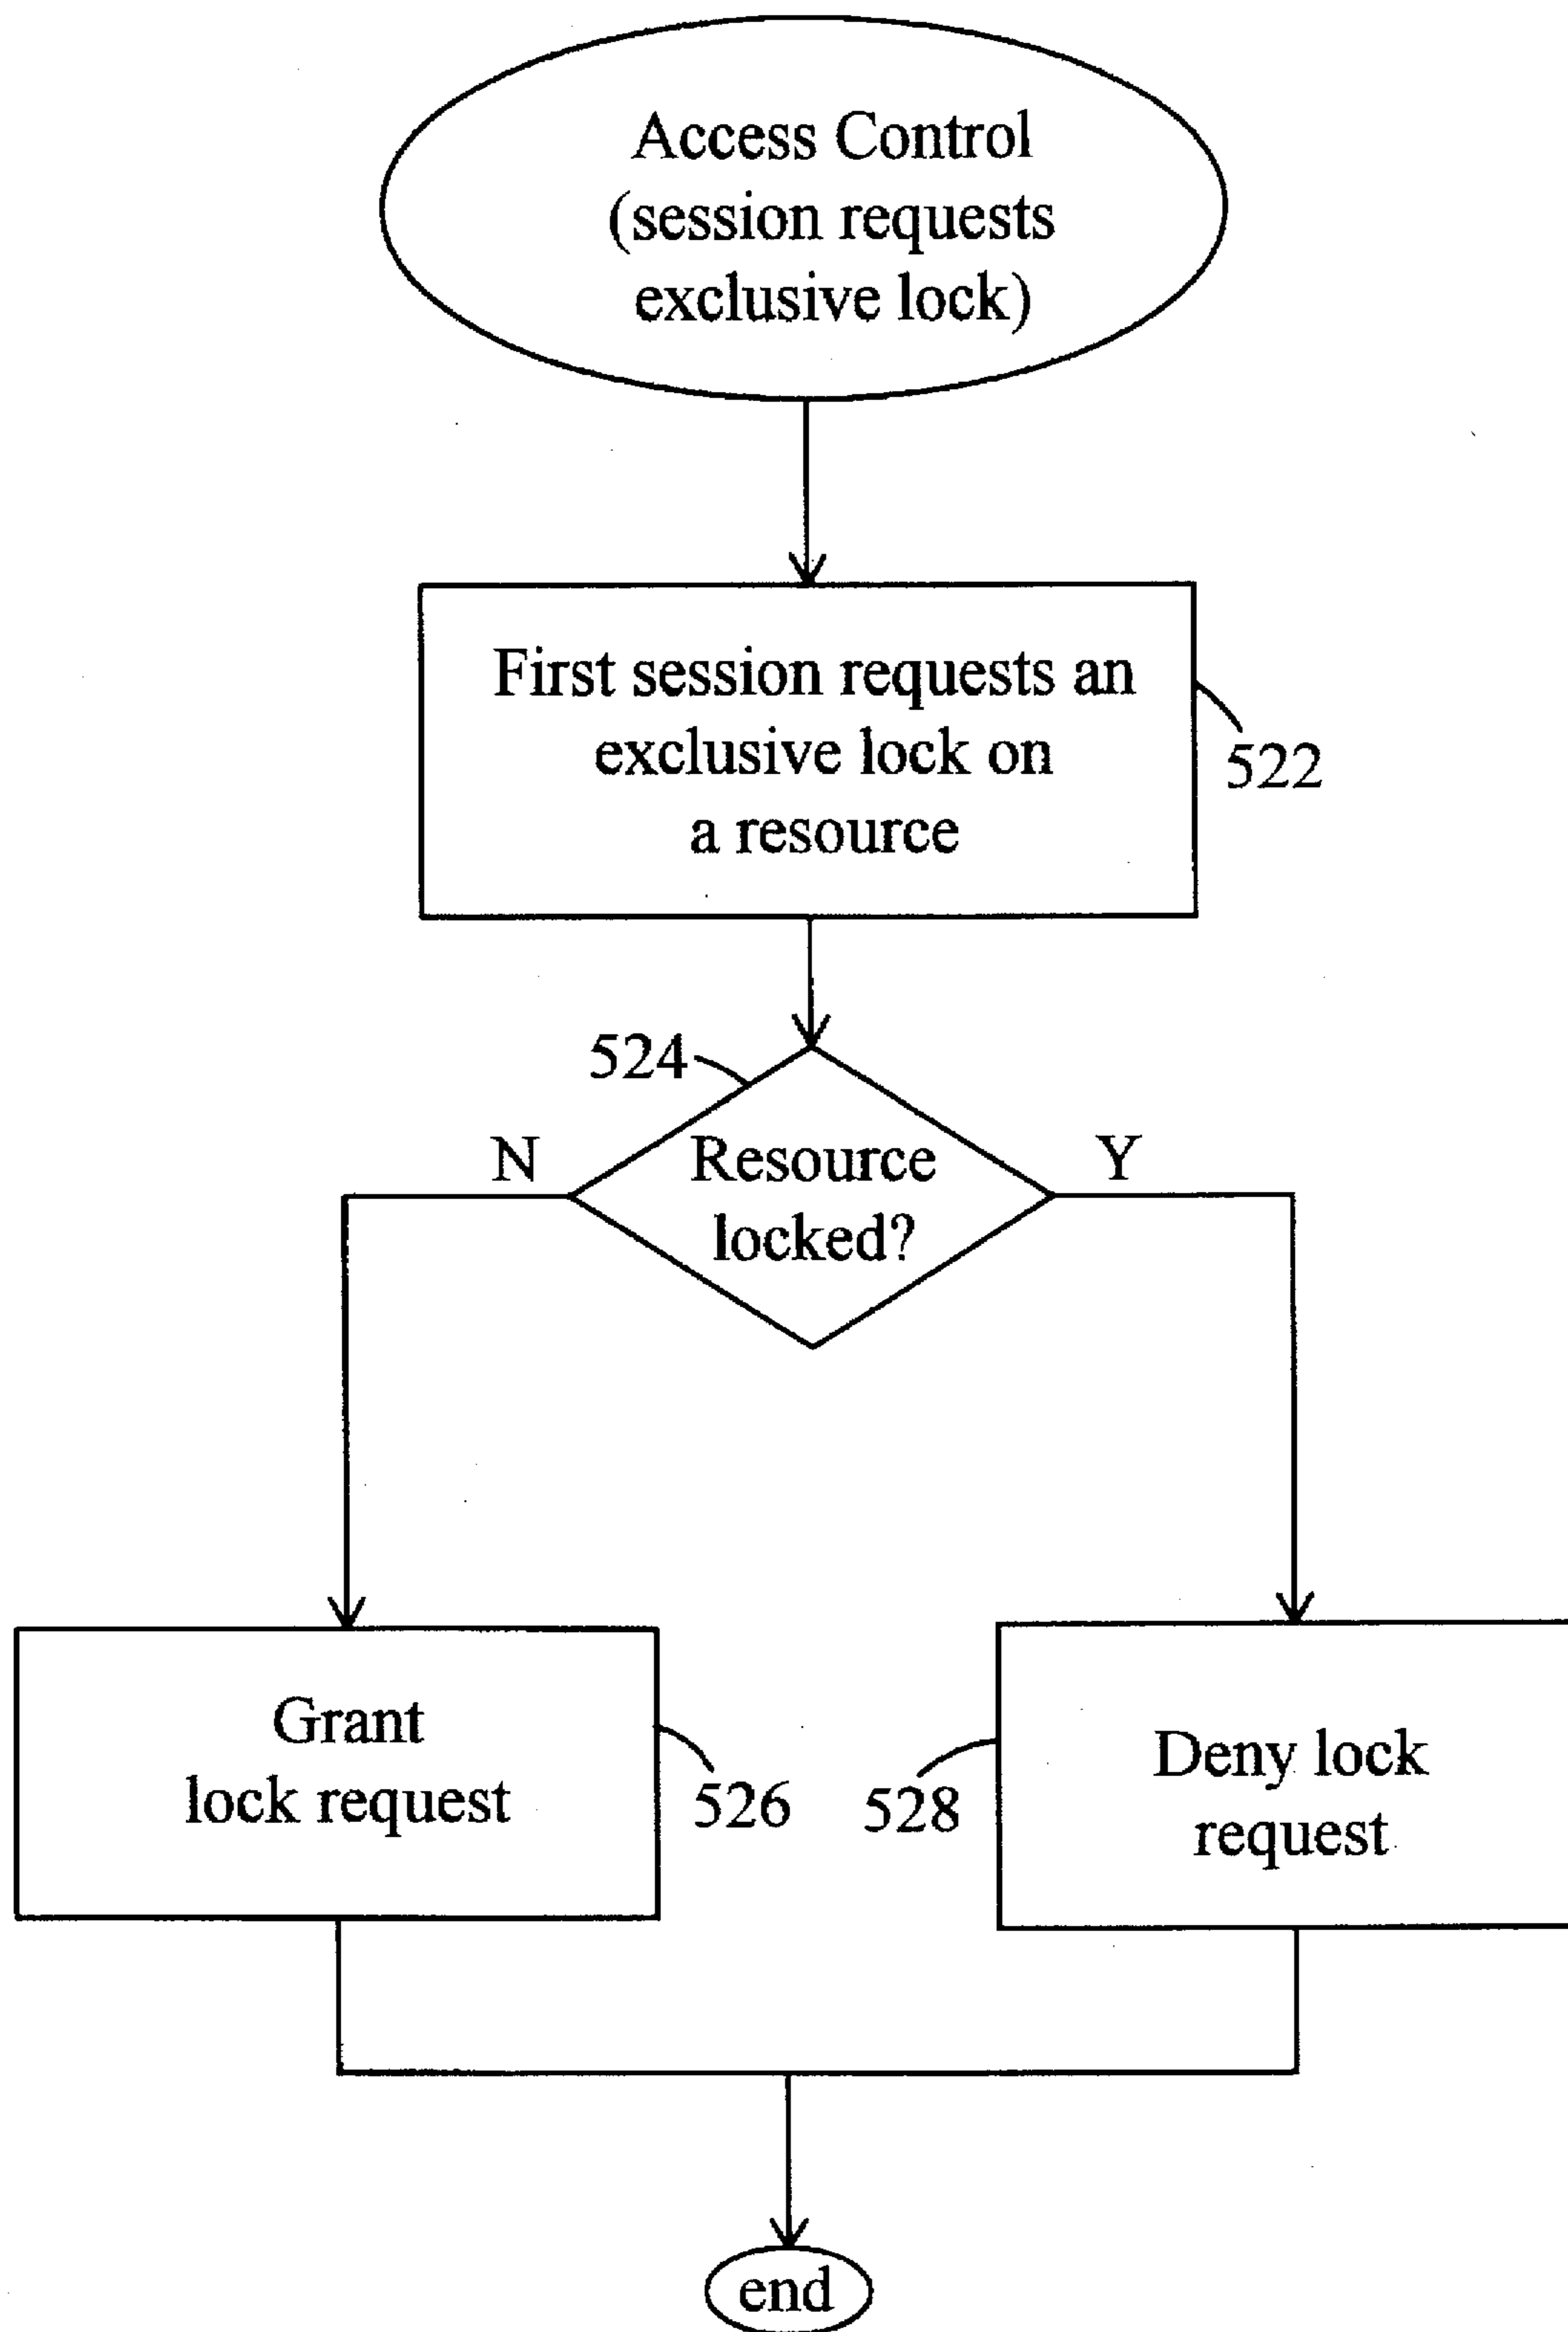 Access Control
(session requests
exclusive lock)
First session requests an
exclusive lock on
a resource
522
524
N
Resource
locked?
Y
Grant
lock request
526
528
Deny lock
request
end